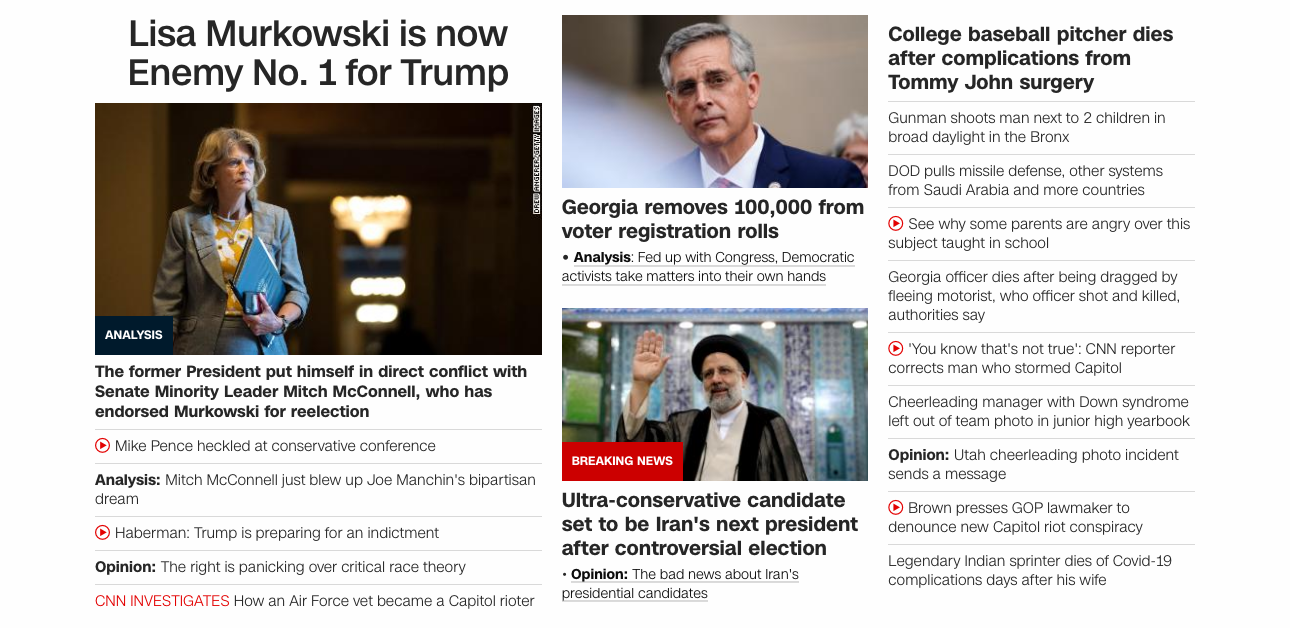 Lisa Murkowski is now
Enemy No. 1 for Trump
DREW ANGERER/GETTY IMAGES
ANALYSIS
The former President put himself in direct conflict with
Senate Minority Leader Mitch McConnell, who has
endorsed Murkowski for reelection
Mike Pence heckled at conservative conference
Analysis: Mitch McConnell just blew up Joe Manchin's bipartisan
dream
Haberman: Trump is preparing for an indictment
Opinion: The right is panicking over critical race theory
CNN INVESTIGATES How an Air Force vet became a Capitol rioter
Georgia removes 100,000 from
voter registration rolls
• Analysis: Fed up with Congress, Democratic
activists take matters into their own hands
BREAKING NEWS
Ultra-conservative candidate
set to be Iran's next president
after controversial election
· Opinion: The bad news about Iran's
presidential candidates
College baseball pitcher dies
after complications from
Tommy John surgery
Gunman shoots man next to 2 children in
broad daylight in the Bronx
DOD pulls missile defense, other systems
from Saudi Arabia and more countries
See why some parents are angry over this
subject taught in school
Georgia officer dies after being dragged by
fleeing motorist, who officer shot and killed,
authorities say
'You know that's not true': CNN reporter
corrects man who stormed Capitol
Cheerleading manager with Down syndrome
left out of team photo in junior high yearbook
Opinion: Utah cheerleading photo incident
sends a message
Brown presses GOP lawmaker to
denounce new Capitol riot conspiracy
Legendary Indian sprinter dies of Covid-19
complications days after his wife